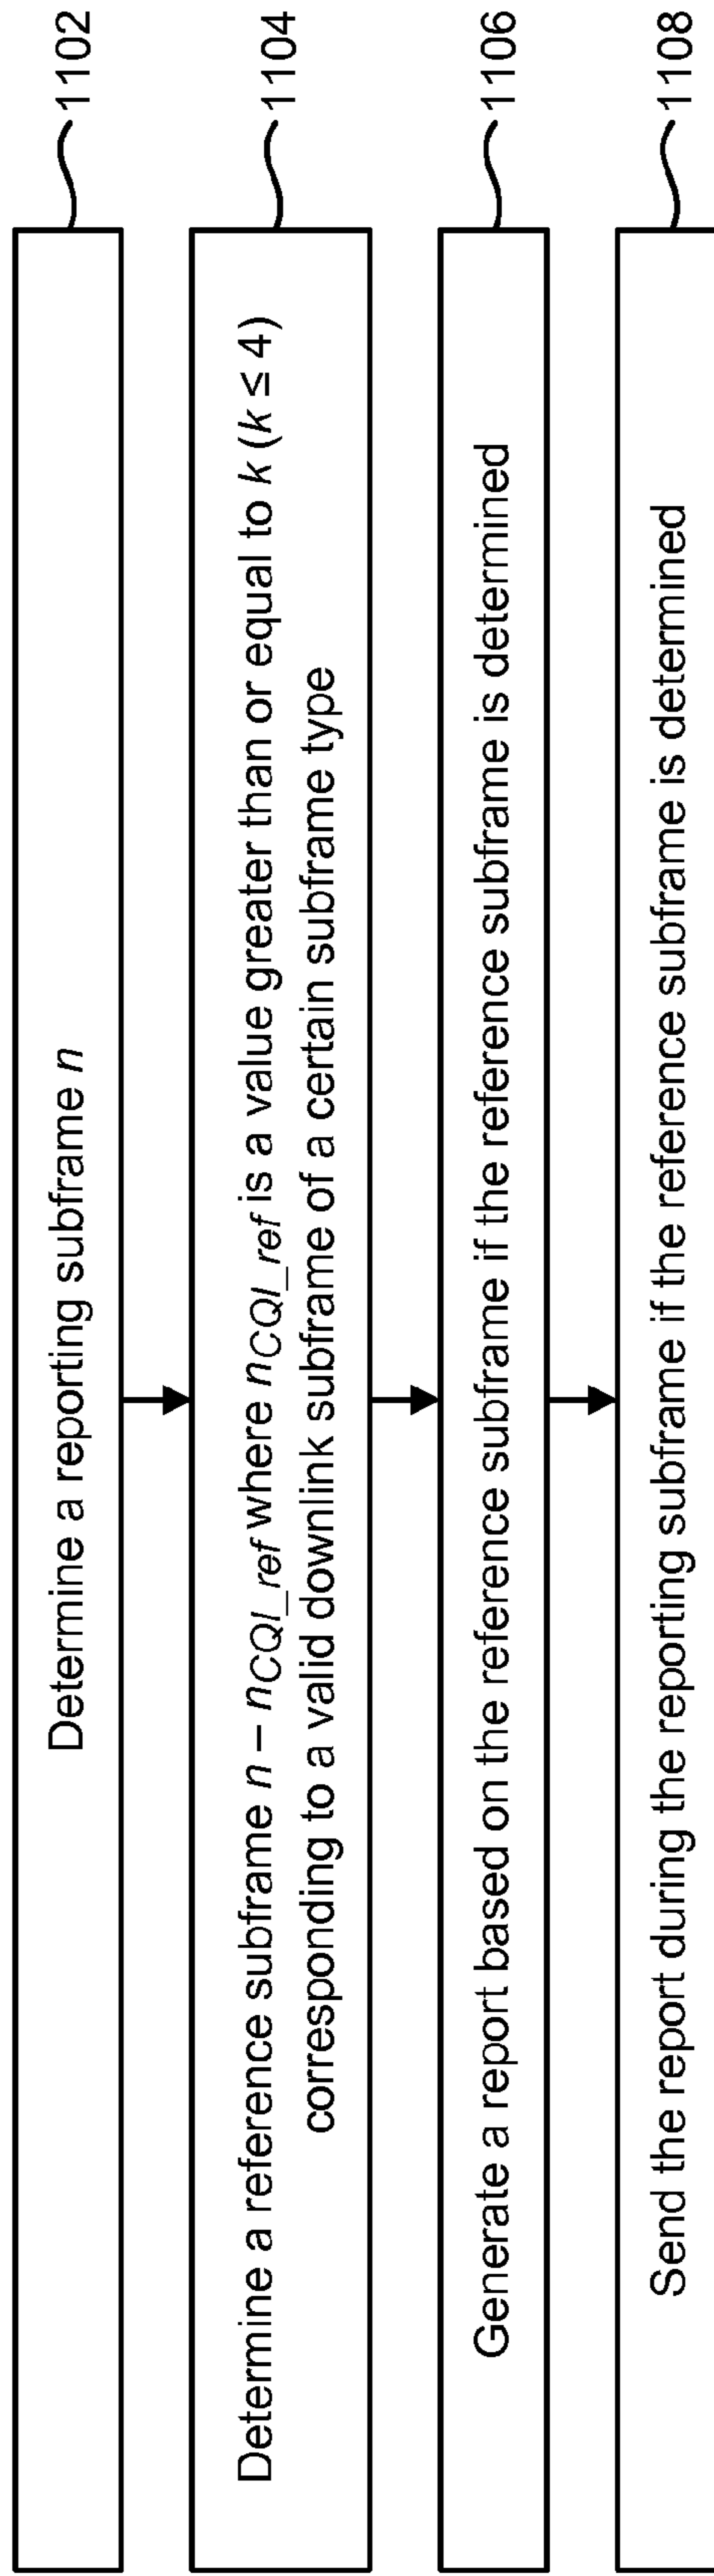 Determine a reporting subframe n
1102
Determine a reference subframe n – nCQI_ref where nCQI_ref is a value greater than or equal to k (k ≤ 4)
corresponding to a valid downlink subframe of a certain subframe type
1104
Generate a report based on the reference subframe if the reference subframe is determined
1106
Send the report during the reporting subframe if the reference subframe is determined
1108